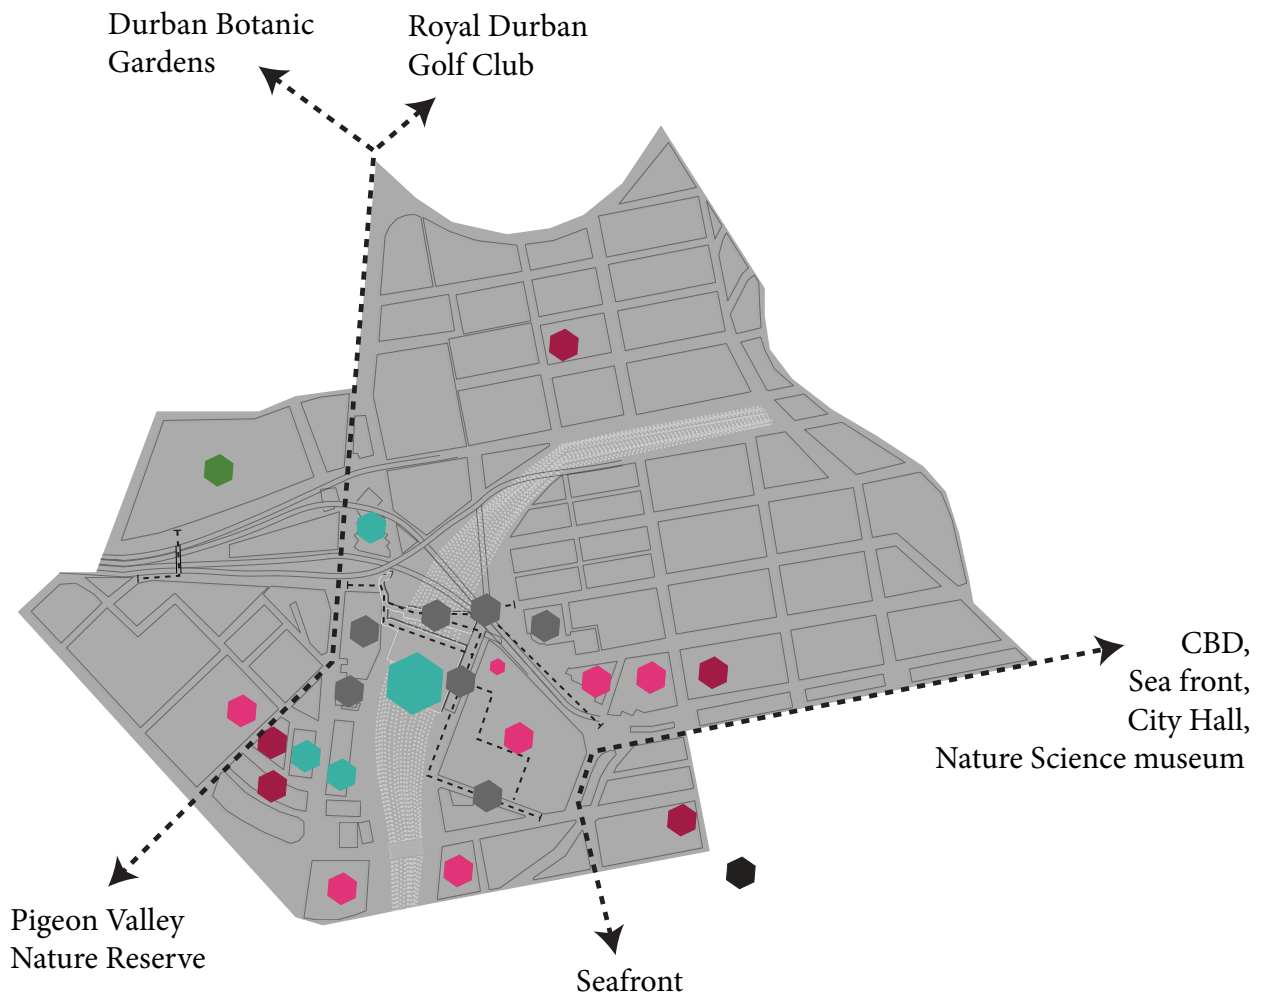 Durban Botanic
Gardens
Royal Durban
Golf Club
CBD,
Sea front,
City Hall,
Nature Science museum
Pigeon Valley
Nature Reserve
Seafront